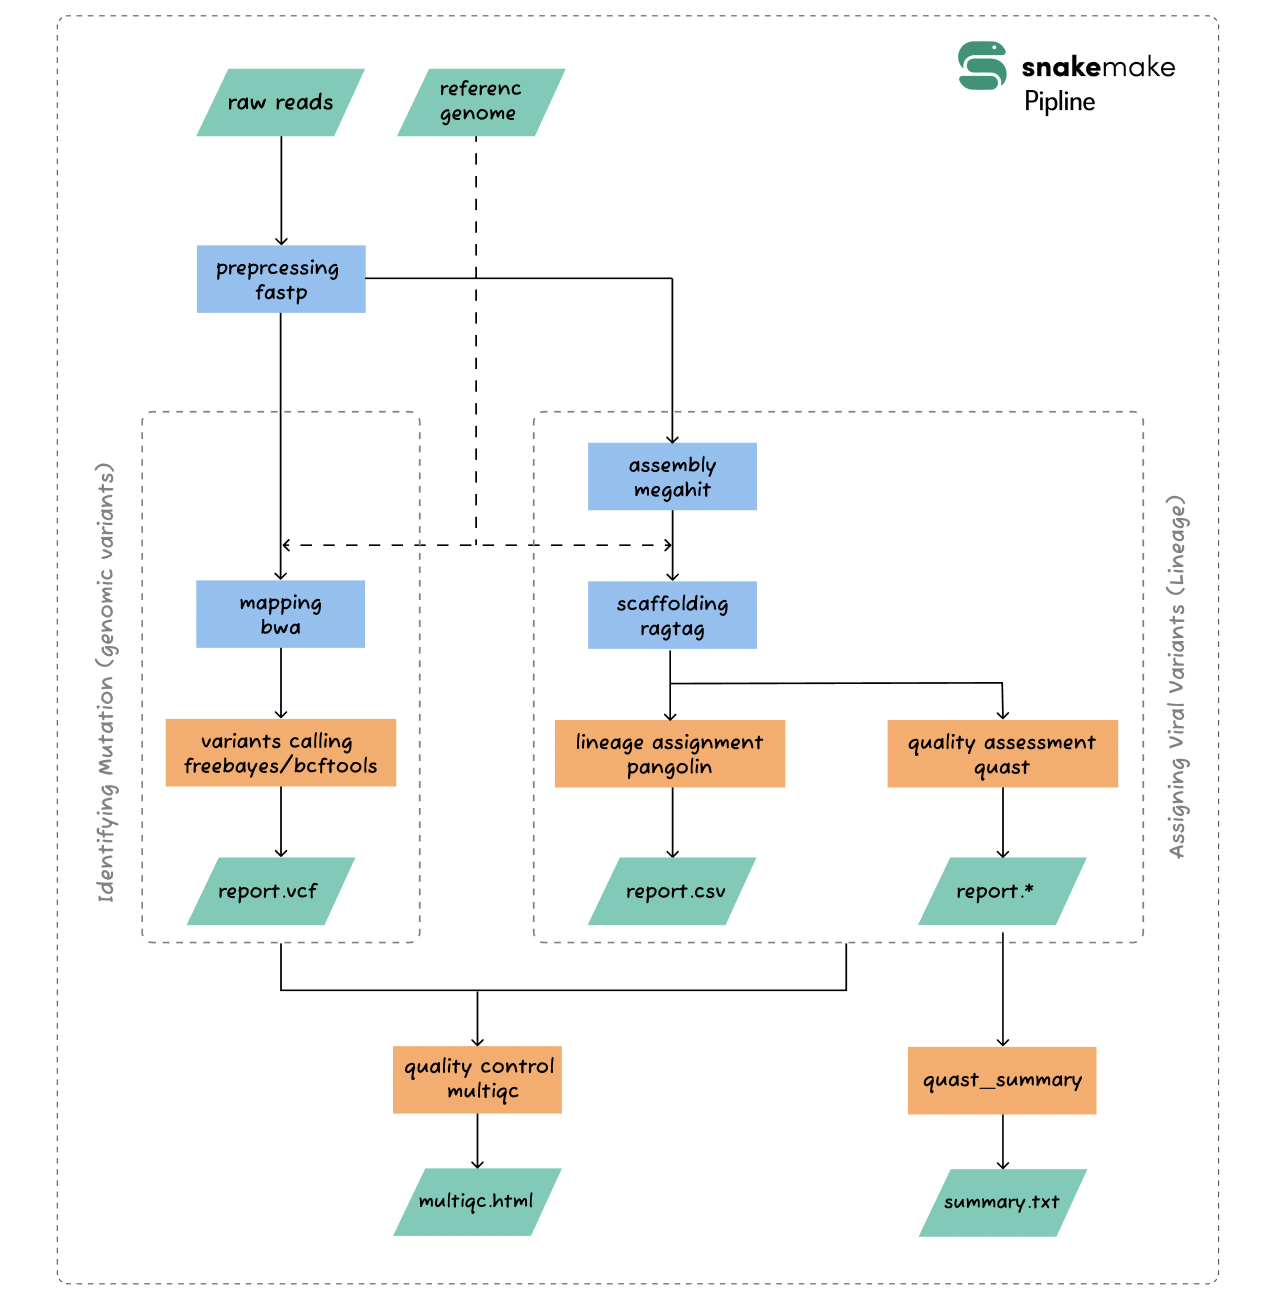 snakemake
Pipline
raw reads
referenc
genome
preprcessing
fastp
Identifying Mutation (genomic variants)
assembly
megahit
mapping
bwa
scaffolding
ragtag
variants calling
freebayes/bcftools
lineage assignment
pangolin
quality assessment
quast
report.vcf
report.csv
report.*
Assigning Viral Variants (Lineage)
quality control
multiqc
quast_summary
multiqc.html
summary.txt